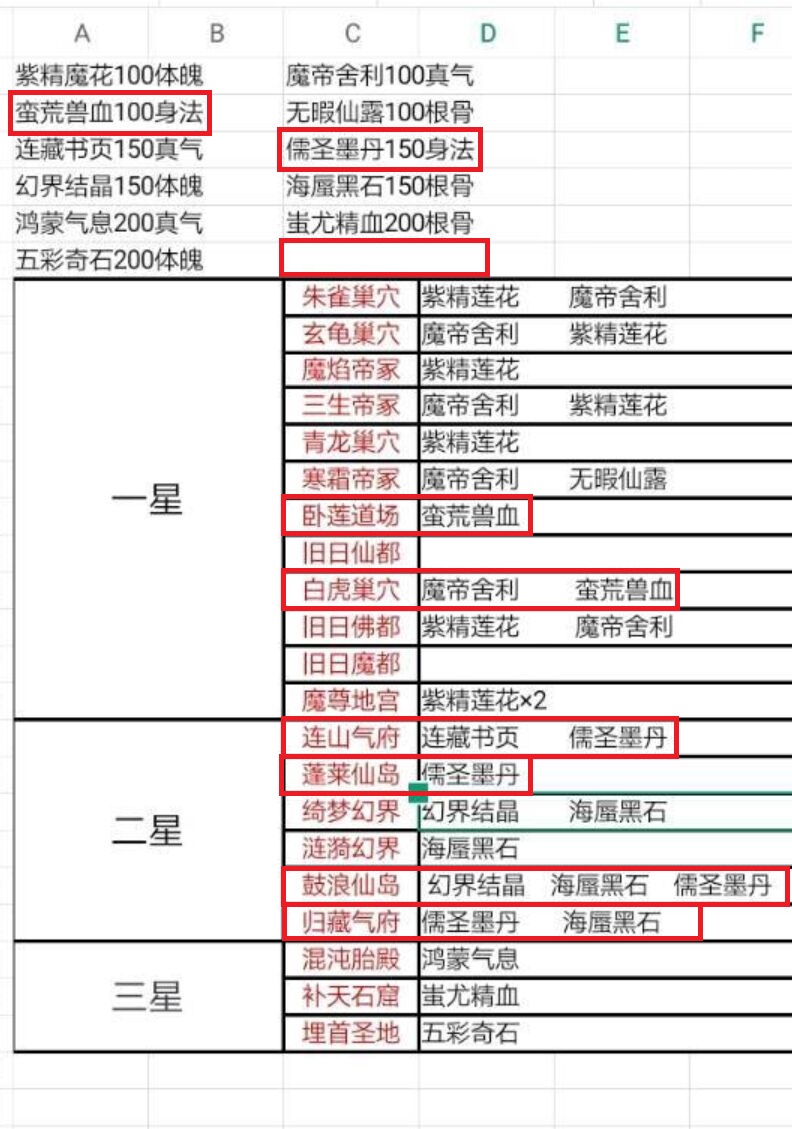 A B C D E F
紫精魔花100体魄 魔帝舍利100真气
蛮荒兽血100身法 无暇仙露100根骨
连藏书页150真气 儒圣墨丹150身法
幻界结晶150体魄 海蜃黑石150根骨
鸿蒙气息200真气 蚩尤精血200根骨
五彩奇石200体魄
一星
朱雀巢穴 紫精莲花 魔帝舍利
玄龟巢穴 魔帝舍利 紫精莲花
魔焰帝冢 紫精莲花
三生帝冢 魔帝舍利 紫精莲花
青龙巢穴 紫精莲花
寒霜帝冢 魔帝舍利 无暇仙露
卧莲道场 蛮荒兽血
旧日仙都
白虎巢穴 魔帝舍利 蛮荒兽血
旧日佛都 紫精莲花 魔帝舍利
旧日魔都
魔尊地宫 紫精莲花×2
二星
连山气府 连藏书页 儒圣墨丹
蓬莱仙岛 儒圣墨丹
绮梦幻界 幻界结晶 海蜃黑石
涟漪幻界 海蜃黑石
鼓浪仙岛 幻界结晶 海蜃黑石 儒圣墨丹
归藏气府 儒圣墨丹 海蜃黑石
三星
混沌胎殿 鸿蒙气息
补天石窟 蚩尤精血
埋首圣地 五彩奇石